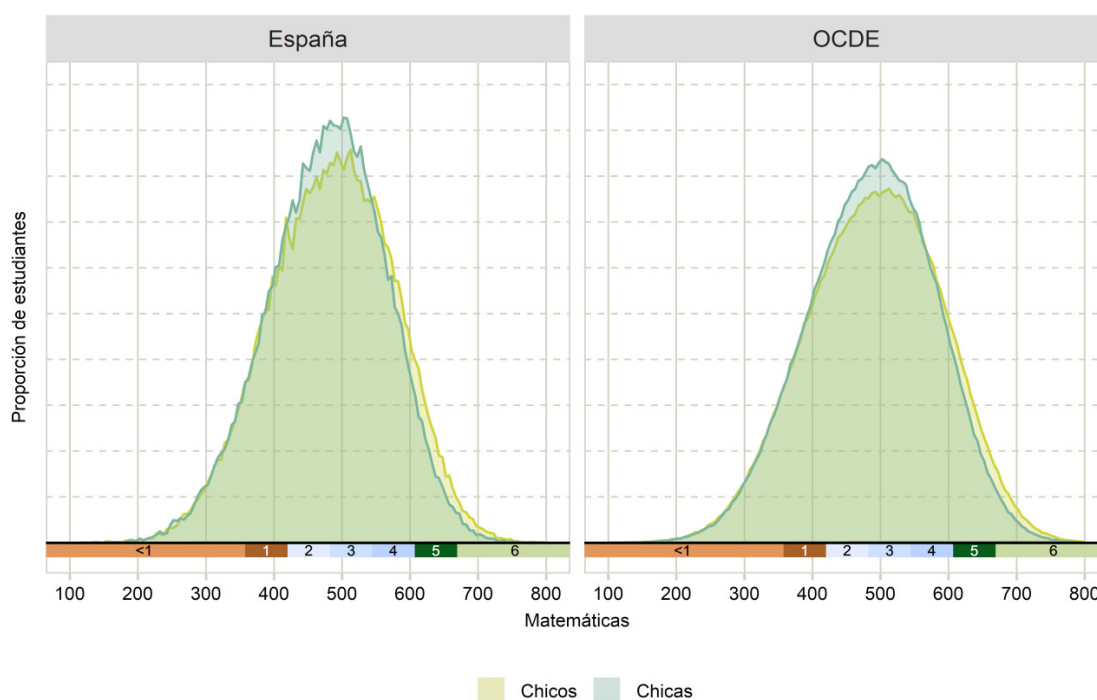 España
OCDE
Proporción de estudiantes
<1 1 2 3 4 5 6
<1 1 2 3 4 5 6
100 200 300 400 500 600 700 800
100 200 300 400 500 600 700 800
Matemáticas
Chicos
Chicas